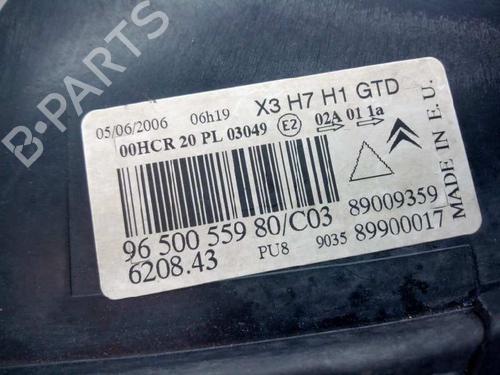 B-PARTS
05/06/2006 06h19 X3 H7 H1 GTD
00HCR 20 PL 03049 E2 02A 01 1a
96 500 559 80/C03 89009359
6208.43 PU8 9035 89900017
MADE IN E.U.